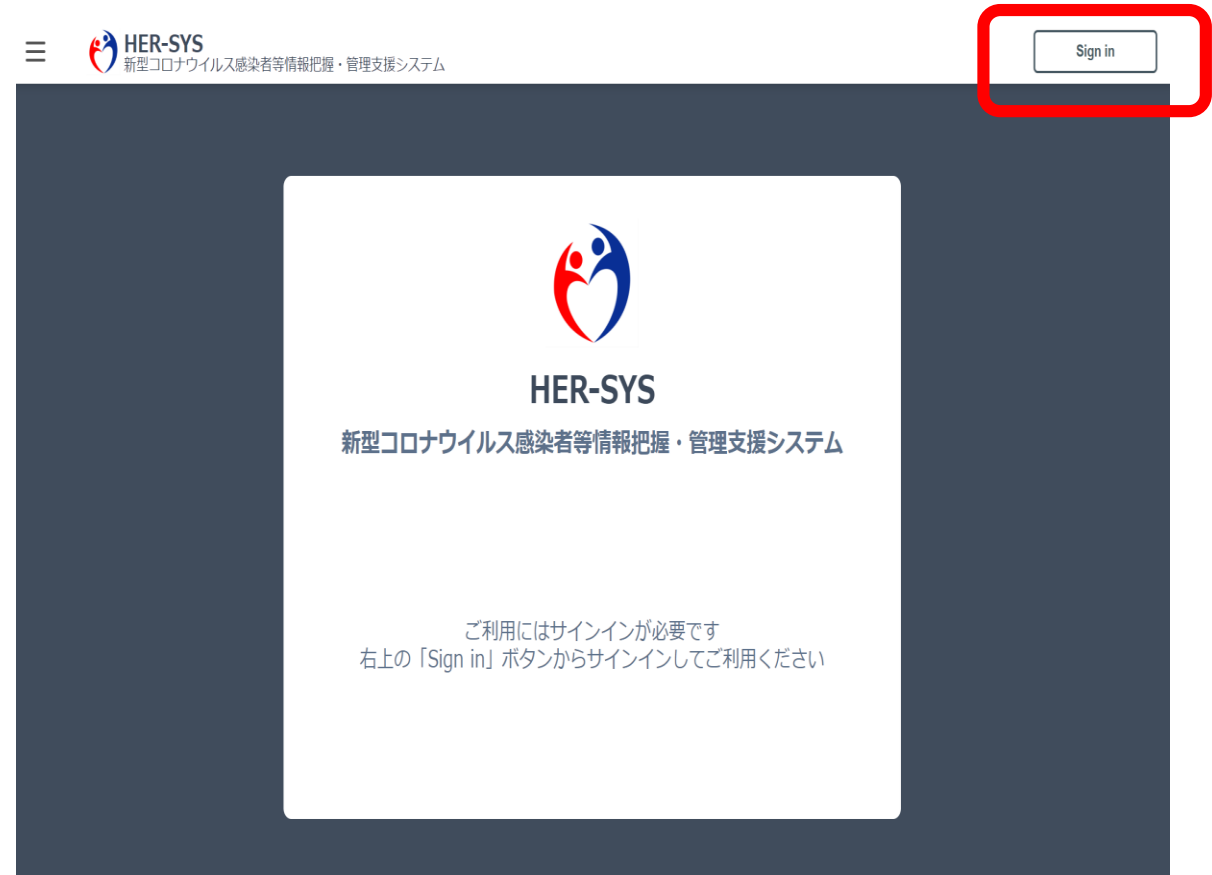 HER-SYS
新型コロナウイルス感染者等情報把握・管理支援システム
Sign in
HER-SYS
新型コロナウイルス感染者等情報把握・管理支援システム
ご利用にはサインインが必要です
右上の「Sign in」ボタンからサインインしてご利用ください